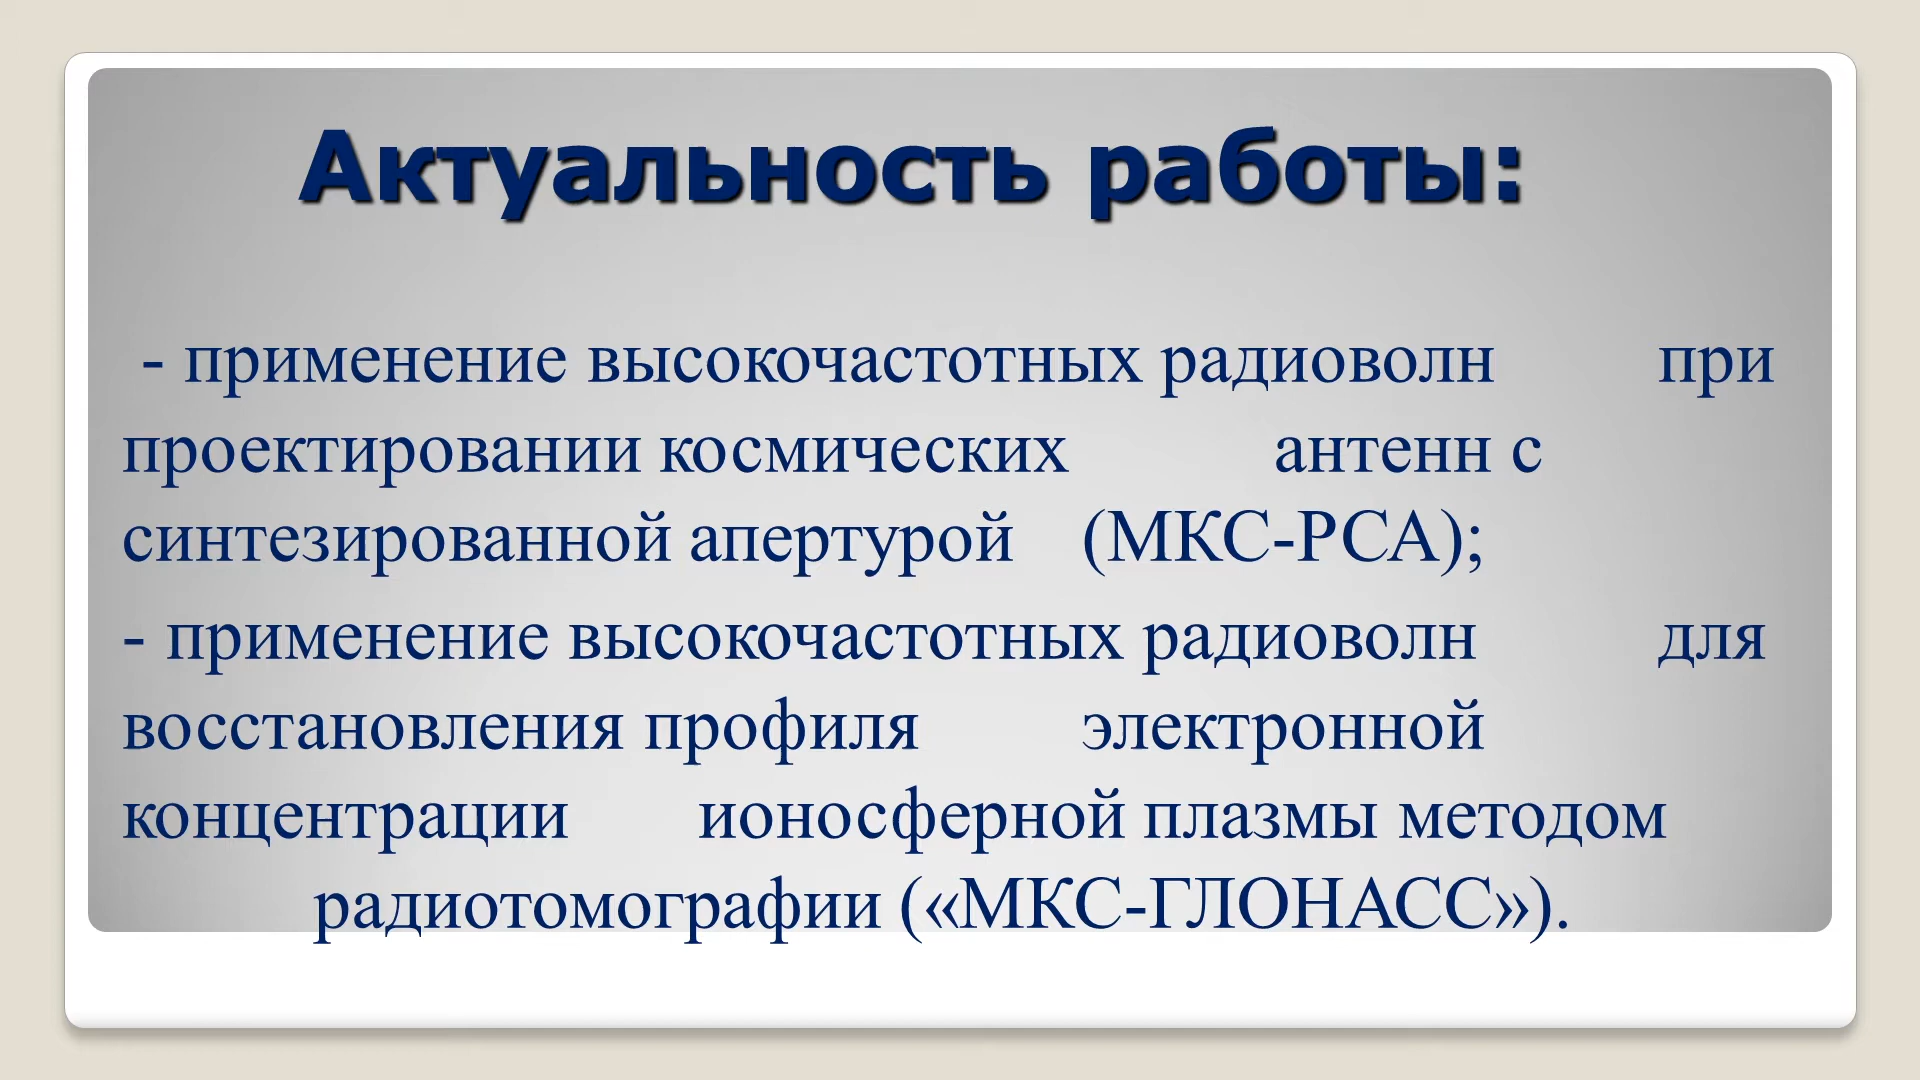 Актуальность работы:
- применение высокочастотных радиоволн при
проектировании космических антенн с
синтезированной апертурой (МКС-РСА);
- применение высокочастотных радиоволн для
восстановления профиля электронной
концентрации ионосферной плазмы методом
радиотомографии («МКС-ГЛОНАСС»).